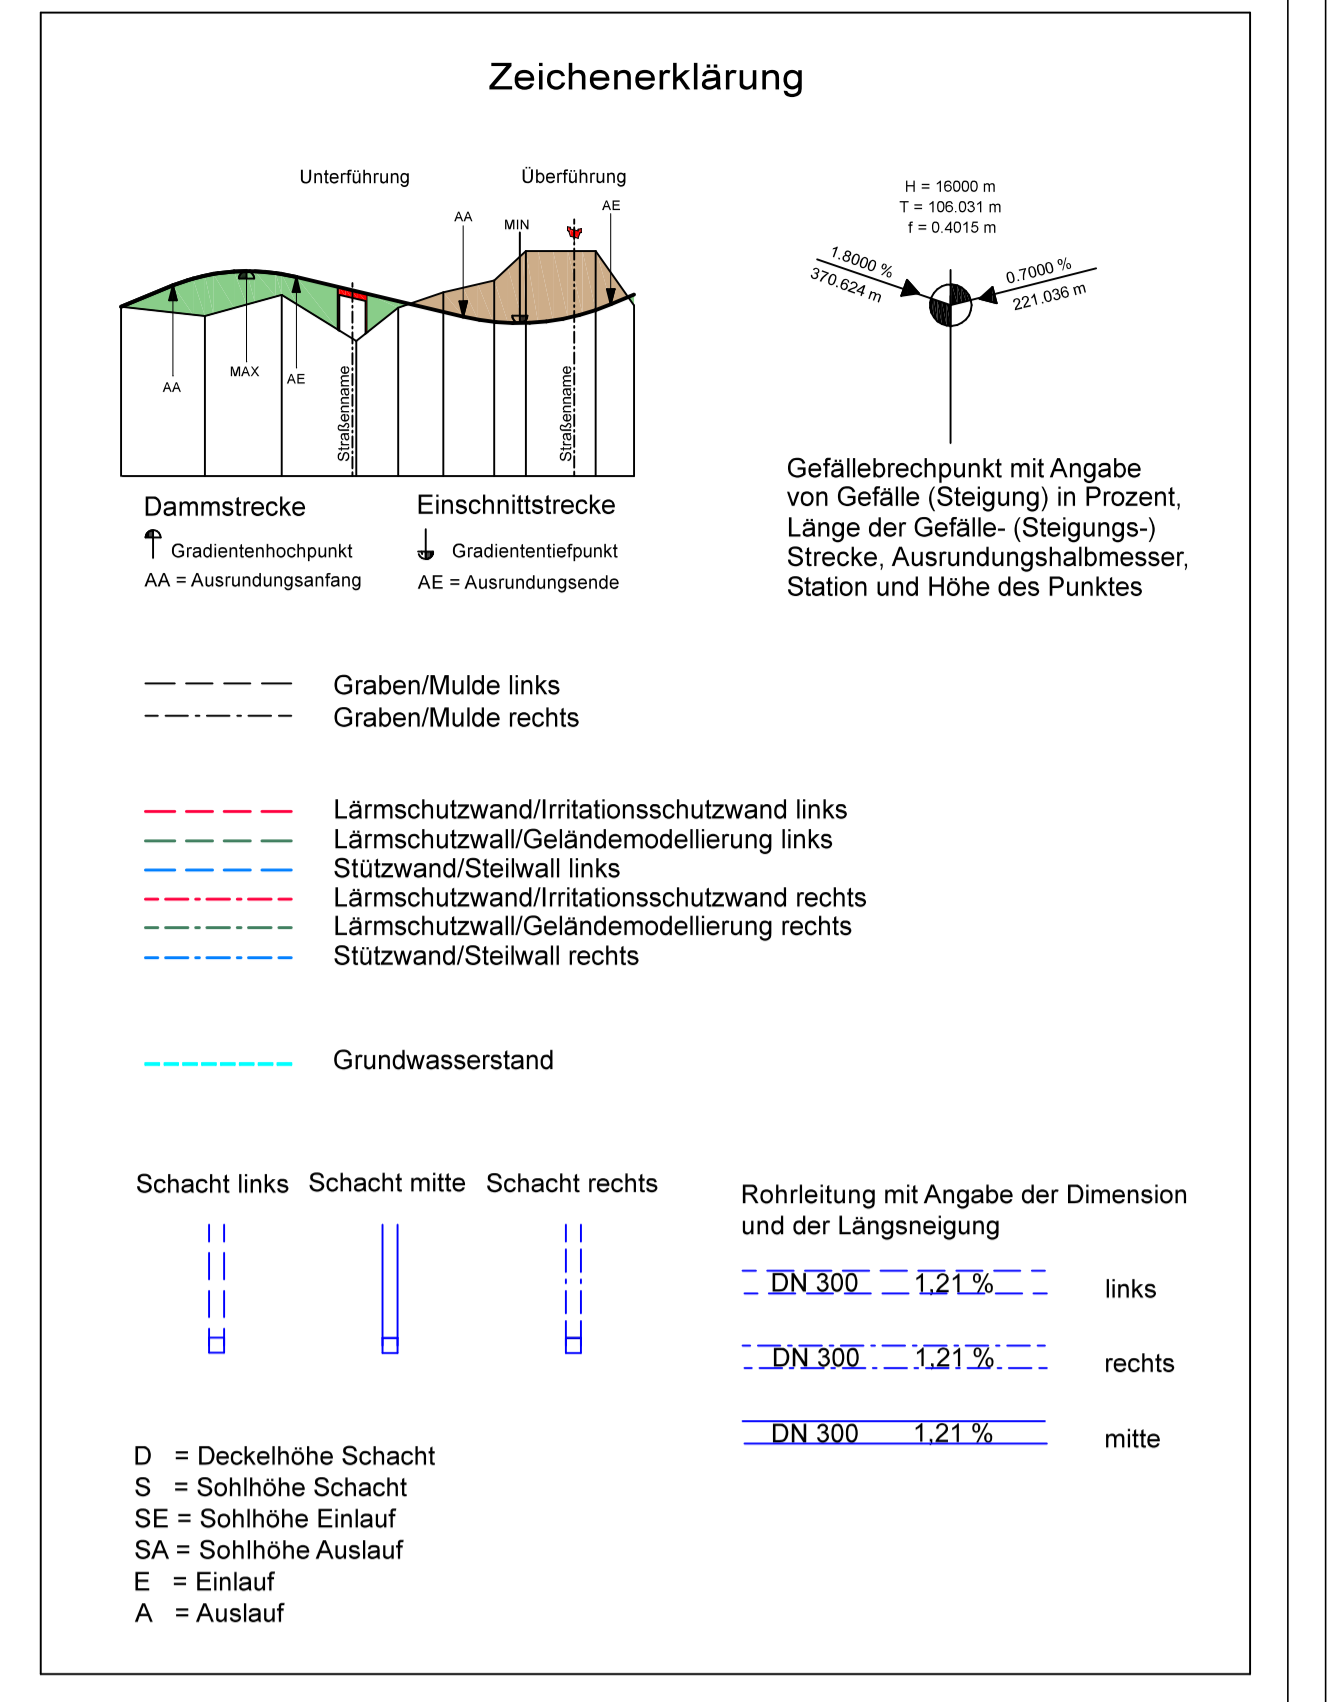 Zeichenerklärung
Unterführung
Überführung
AA
MIN
AE
AA
MAX
AE
Straßenname
Straßenname
Dammstrecke
Gradientenhochpunkt
AA = Ausrundungsanfang
Einschnittstrecke
Gradiententiefpunkt
AE = Ausrundungsende
H = 16000 m
T = 106.031 m
f = 0.4015 m
1.8000 %
370.624 m
0.7000 %
221.036 m
Gefällebrechpunkt mit Angabe
von Gefälle (Steigung) in Prozent,
Länge der Gefälle- (Steigungs-)
Strecke, Ausrundungshalbmesser,
Station und Höhe des Punktes
Graben/Mulde links
Graben/Mulde rechts
Lärmschutzwand/Irritationsschutzwand links
Lärmschutzwall/Geländemodellierung links
Stützwand/Steilwall links
Lärmschutzwand/Irritationsschutzwand rechts
Lärmschutzwall/Geländemodellierung rechts
Stützwand/Steilwall rechts
Grundwasserstand
Schacht links
Schacht mitte
Schacht rechts
Rohrleitung mit Angabe der Dimension
und der Längsneigung
DN 300 1,21 % links
DN 300 1,21 % rechts
DN 300 1,21 % mitte
D = Deckelhöhe Schacht
S = Sohlhöhe Schacht
SE = Sohlhöhe Einlauf
SA = Sohlhöhe Auslauf
E = Einlauf
A = Auslauf